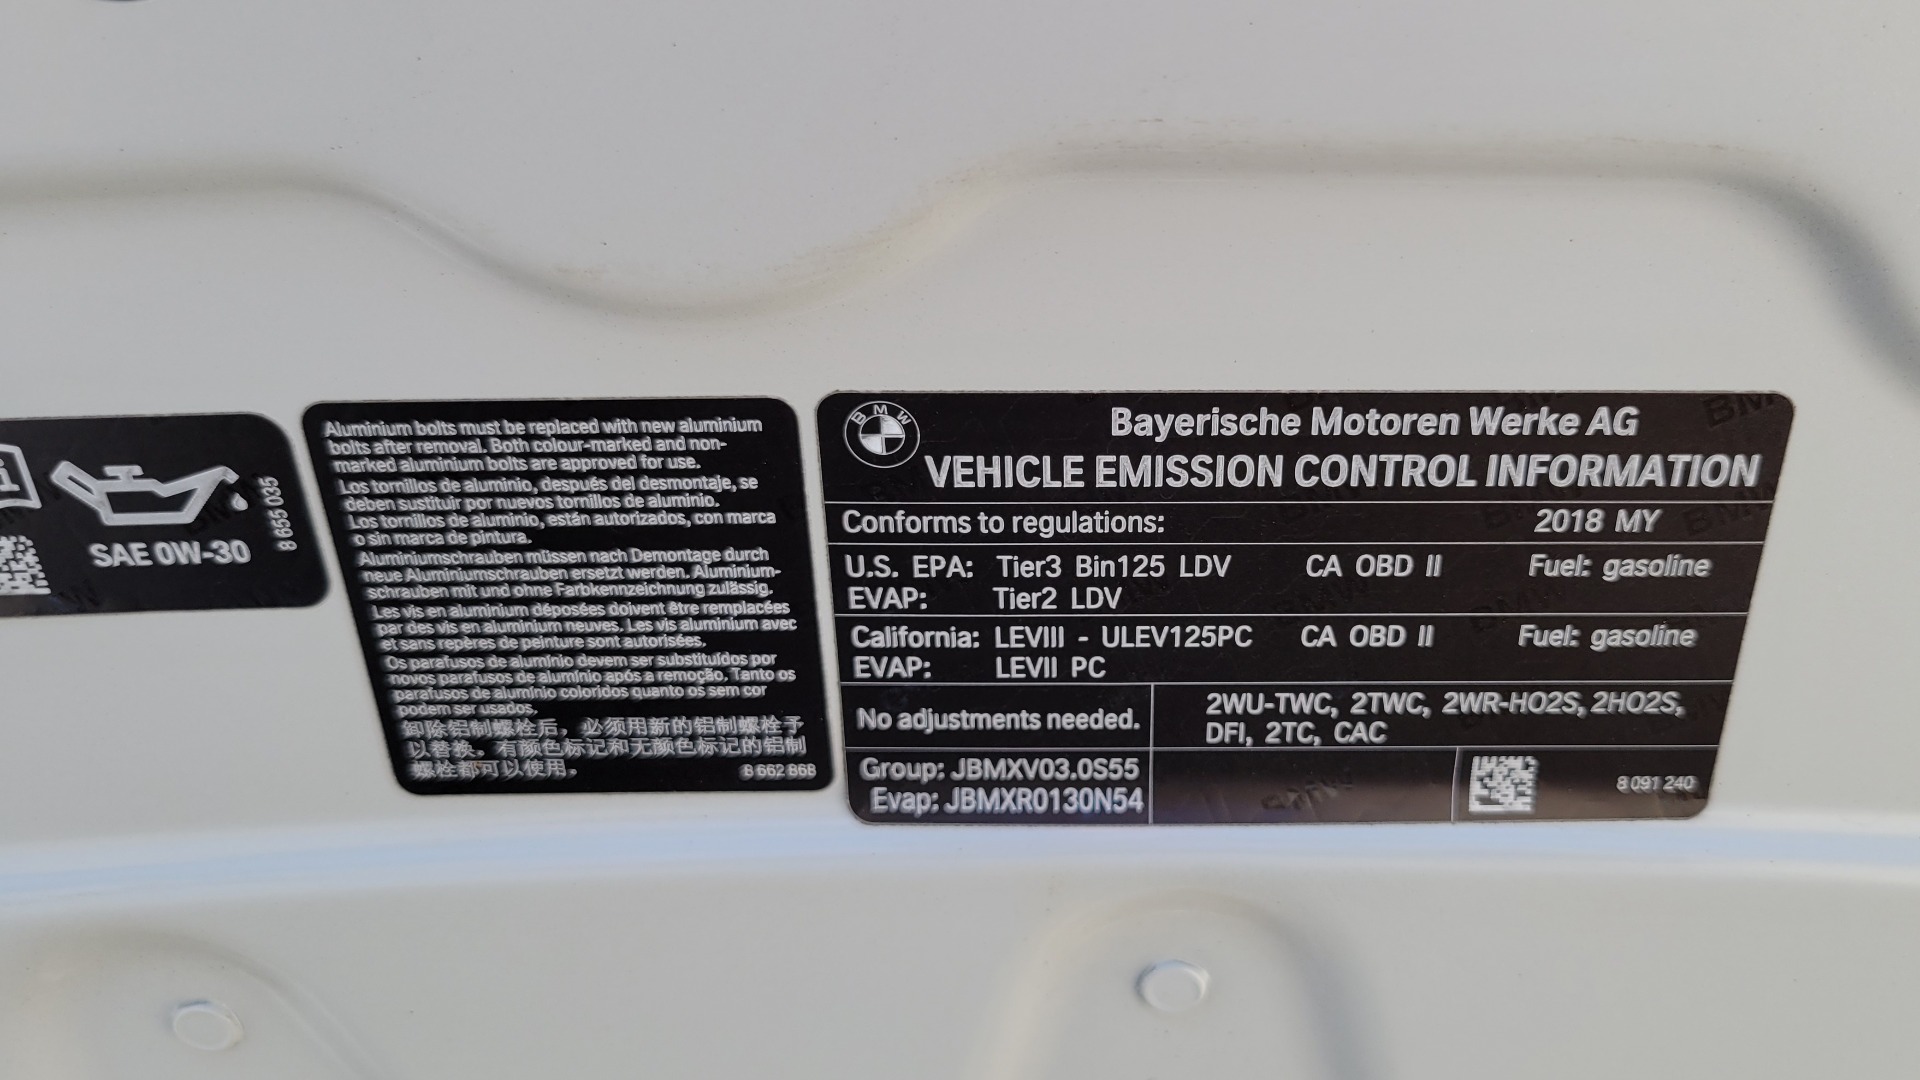 SAE 0W-30
8 655 035
Aluminium bolts must be replaced with new aluminium
bolts after removal. Both colour-marked and non-
marked aluminium bolts are approved for use.
Los tornillos de aluminio, después del desmontaje, se
deben sustituir por nuevos tornillos de aluminio.
Los tornillos de aluminio, están autorizados, con marca
o sin marca de pintura.
Aluminiumschrauben müssen nach Demontage durch
neue Aluminiumschrauben ersetzt werden. Aluminium-
schrauben mit und ohne Farbkennzeichnung zulässig.
Les vis en aluminium déposées doivent être remplacées
par des vis en aluminium neuves. Les vis aluminium avec
et sans repères de peinture sont autorisées.
Os parafusos de alumínio devem ser substituídos por
novos parafusos de alumínio após a remoção. Tanto os
parafusos de alumínio coloridos quanto os sem cor
podem ser usados.
卸除铝制螺栓后，必须用新的铝制螺栓予
以替换。有颜色标记和无颜色标记的铝制
螺栓都可以使用。
8 662 868
BMW
Bayerische Motoren Werke AG
VEHICLE EMISSION CONTROL INFORMATION
Conforms to regulations: 2018 MY
U.S. EPA: Tier3 Bin125 LDV CA OBD II Fuel: gasoline
EVAP: Tier2 LDV
California: LEVIII - ULEV125PC CA OBD II Fuel: gasoline
EVAP: LEVII PC
No adjustments needed.
2WU-TWC, 2TWC, 2WR-HO2S, 2HO2S,
DFI, 2TC, CAC
Group: JBMXV03.0S55
Evap: JBMXR0130N54
8 091 240